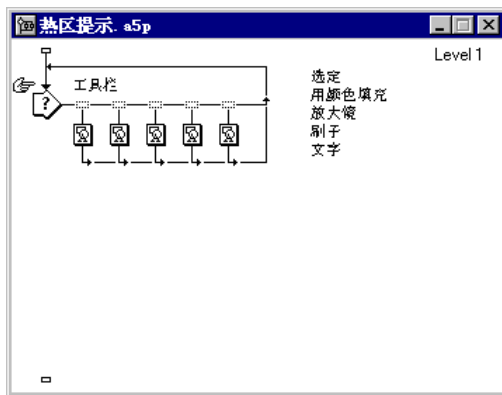 热区提示. a5p
Level 1
工具栏
?
选定
用颜色填充
放大镜
刷子
文字